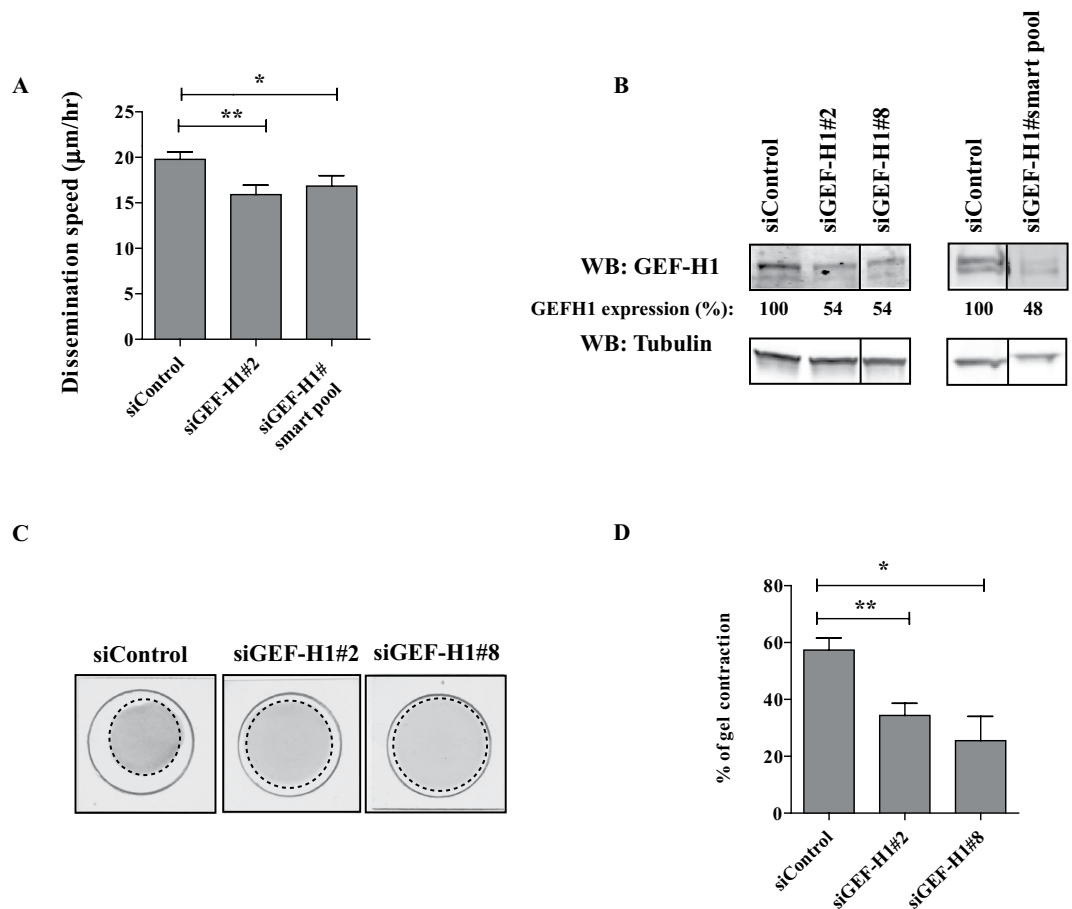 A
Dissemination speed (μm/hr)
25
20
15
10
5
0
*
**
siControl
siGEF-H1#2
siGEF-H1#
smart pool
B
siControl
siGEF-H1#2
siGEF-H1#8
siControl
siGEF-H1#smart pool
WB: GEF-H1
GEFH1 expression (%): 100 54 54 100 48
WB: Tubulin
C
siControl siGEF-H1#2 siGEF-H1#8
D
% of gel contraction
80
60
40
20
0
*
**
siControl
siGEF-H1#2
siGEF-H1#8